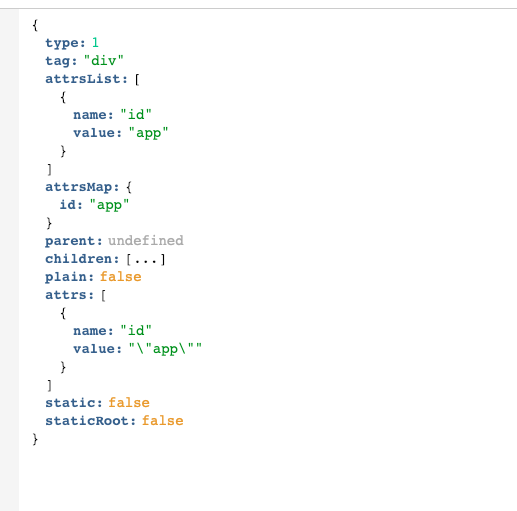 {
type: 1
tag: "div"
attrsList: [
{
name: "id"
value: "app"
}
]
attrsMap: {
id: "app"
}
parent: undefined
children: [...]
plain: false
attrs: [
{
name: "id"
value: "\"app\""
}
]
static: false
staticRoot: false
}